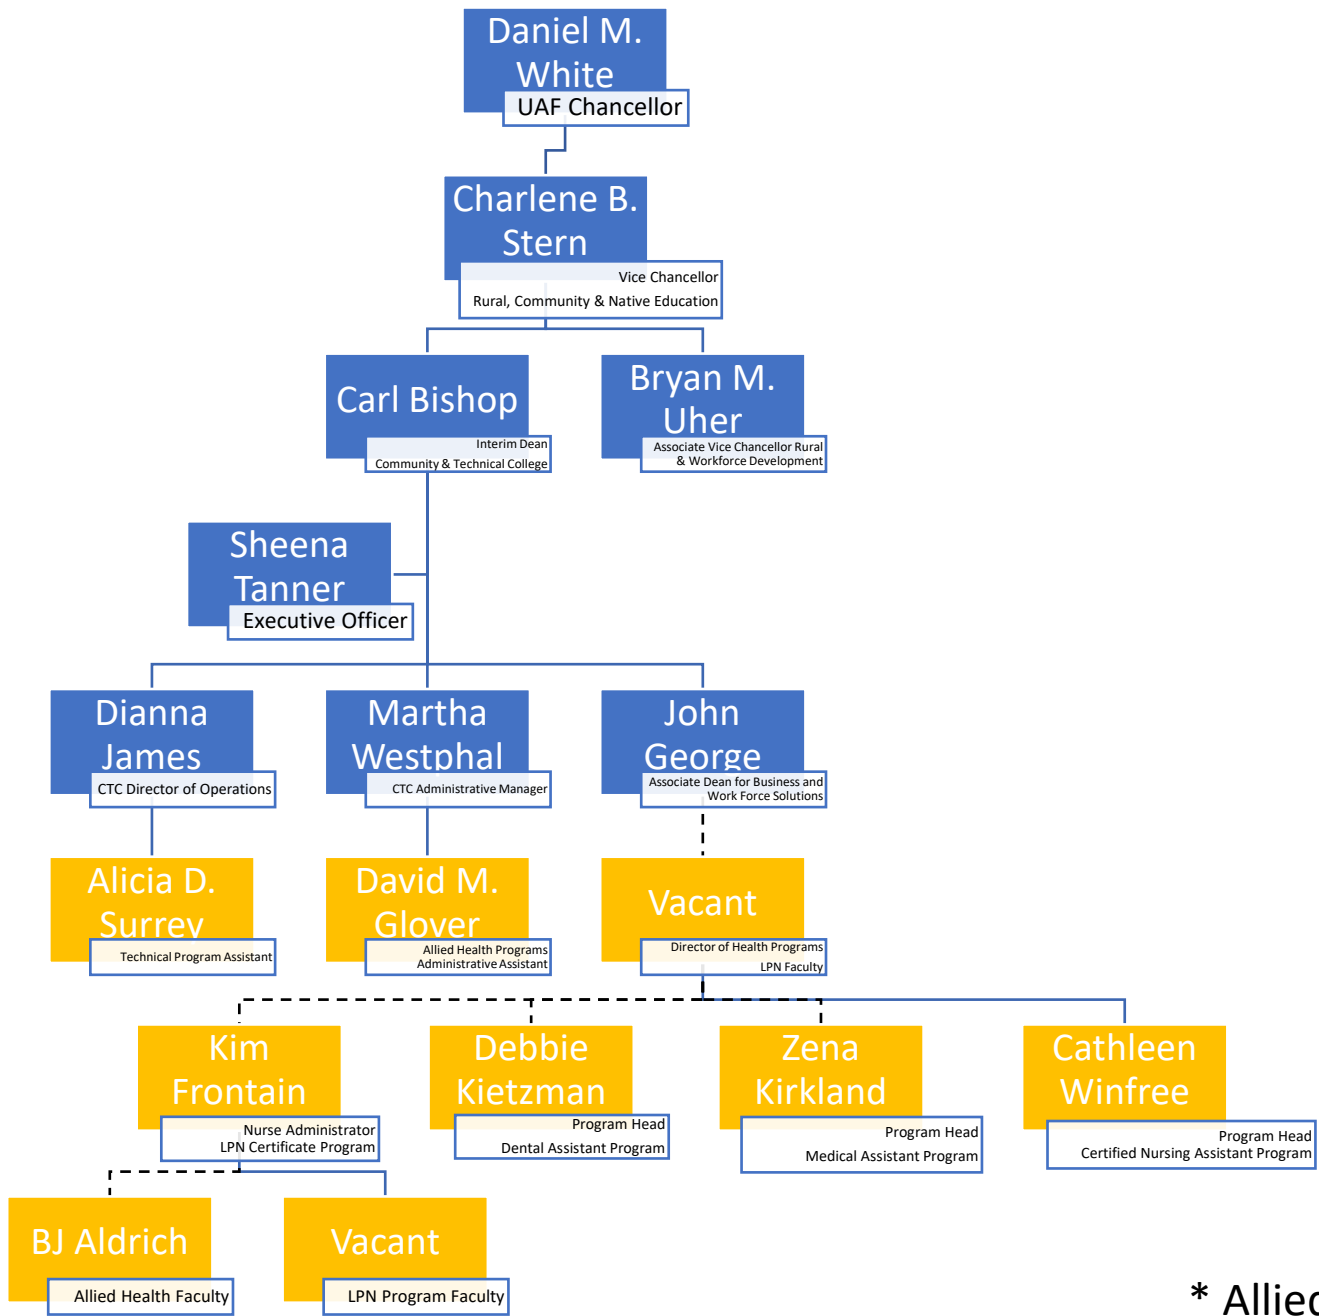 Daniel M.
White
UAF Chancellor
Charlene B.
Stern
Vice Chancellor
Rural, Community & Native Education
Carl Bishop
Interim Dean
Community & Technical College
Bryan M.
Uher
Associate Vice Chancellor Rural
& Workforce Development
Sheena
Tanner
Executive Officer
Dianna
James
CTC Director of Operations
Martha
Westphal
CTC Administrative Manager
John
George
Associate Dean for Business and
Work Force Solutions
Alicia D.
Surrey
Technical Program Assistant
David M.
Glover
Allied Health Programs
Administrative Assistant
Vacant
Director of Health Programs
LPN Faculty
Kim
Frontain
Nurse Administrator
LPN Certificate Program
Debbie
Kietzman
Program Head
Dental Assistant Program
Zena
Kirkland
Program Head
Medical Assistant Program
Cathleen
Winfree
Program Head
Certified Nursing Assistant Program
BJ Aldrich
Allied Health Faculty
Vacant
LPN Program Faculty
* Allied